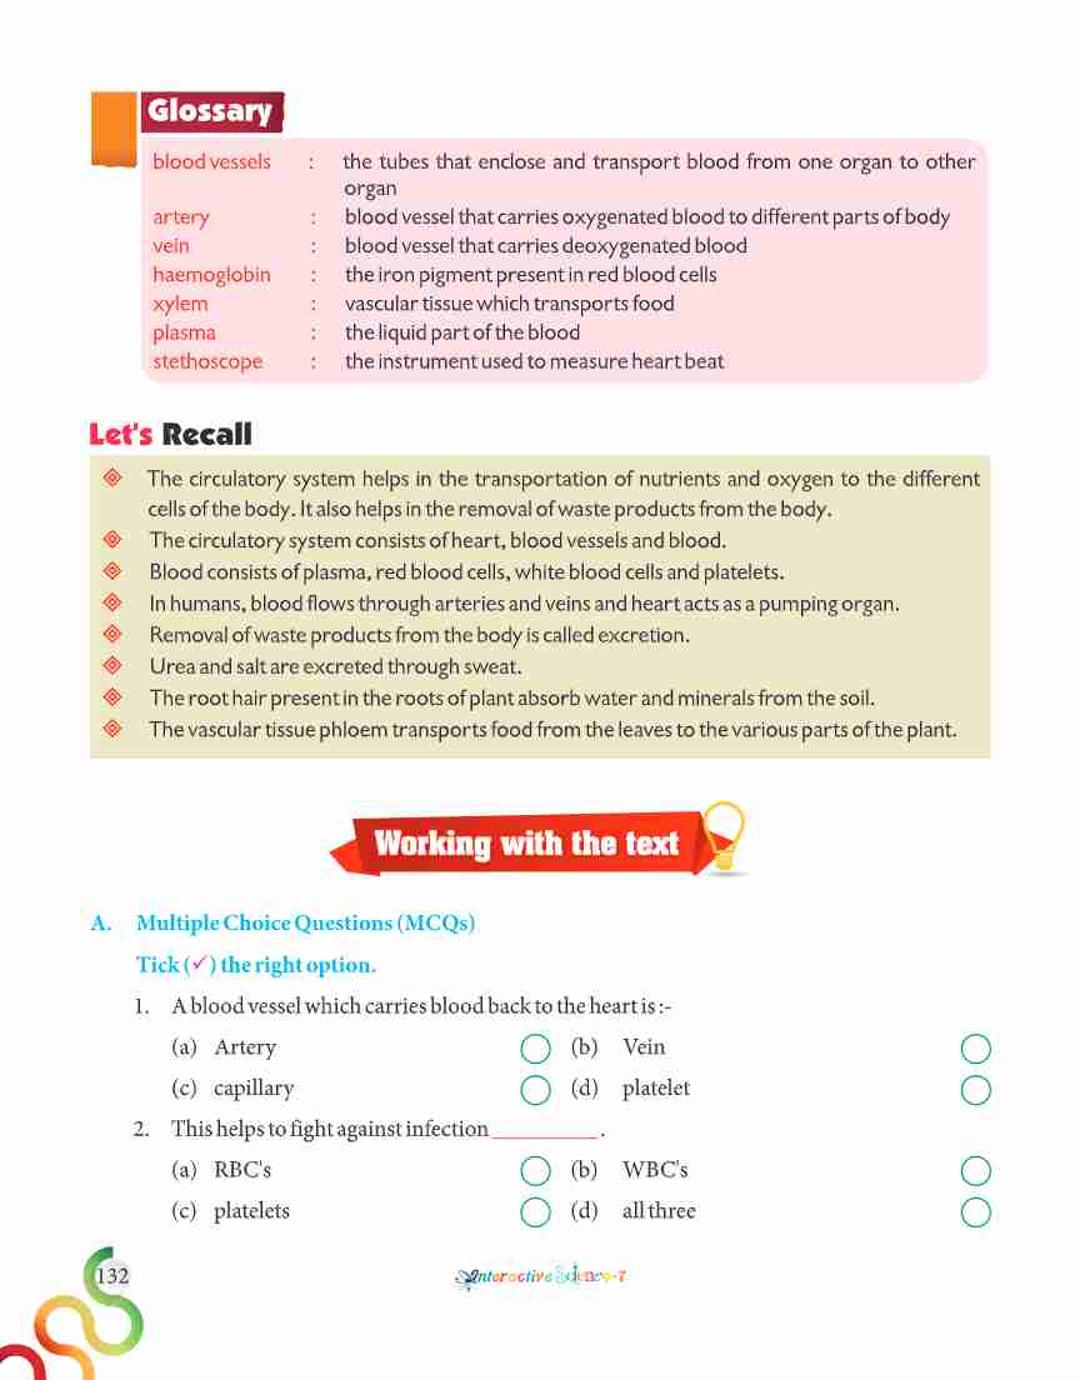 Glossary
blood vessels : the tubes that enclose and transport blood from one organ to other
organ
artery : blood vessel that carries oxygenated blood to different parts of body
vein : blood vessel that carries deoxygenated blood
haemoglobin : the iron pigment present in red blood cells
xylem : vascular tissue which transports food
plasma : the liquid part of the blood
stethoscope : the instrument used to measure heart beat
Let's Recall
The circulatory system helps in the transportation of nutrients and oxygen to the different
cells of the body. It also helps in the removal of waste products from the body.
The circulatory system consists of heart, blood vessels and blood.
Blood consists of plasma, red blood cells, white blood cells and platelets.
In humans, blood flows through arteries and veins and heart acts as a pumping organ.
Removal of waste products from the body is called excretion.
Urea and salt are excreted through sweat.
The root hair present in the roots of plant absorb water and minerals from the soil.
The vascular tissue phloem transports food from the leaves to the various parts of the plant.
Working with the text
A. Multiple Choice Questions (MCQs)
Tick (✓) the right option.
1. A blood vessel which carries blood back to the heart is :-
(a) Artery (b) Vein
(c) capillary (d) platelet
2. This helps to fight against infection __________ .
(a) RBC's (b) WBC's
(c) platelets (d) all three
132
Interactive Science-7